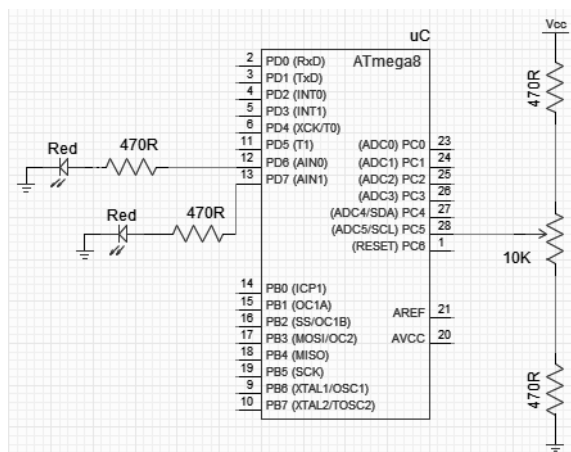 Vcc
uC
ATmega8
470R
2 PD0 (RxD)
3 PD1 (TxD)
4 PD2 (INT0)
5 PD3 (INT1)
6 PD4 (XCK/T0)
11 PD5 (T1)
12 PD6 (AIN0)
13 PD7 (AIN1)
Red
470R
Red
470R
(ADC0) PC0 23
(ADC1) PC1 24
(ADC2) PC2 25
(ADC3) PC3 26
(ADC4/SDA) PC4 27
(ADC5/SCL) PC5 28
(RESET) PC6 1
10K
14 PB0 (ICP1)
15 PB1 (OC1A)
16 PB2 (SS/OC1B)
17 PB3 (MOSI/OC2)
18 PB4 (MISO)
19 PB5 (SCK)
9 PB6 (XTAL1/OSC1)
10 PB7 (XTAL2/TOSC2)
AREF 21
AVCC 20
470R